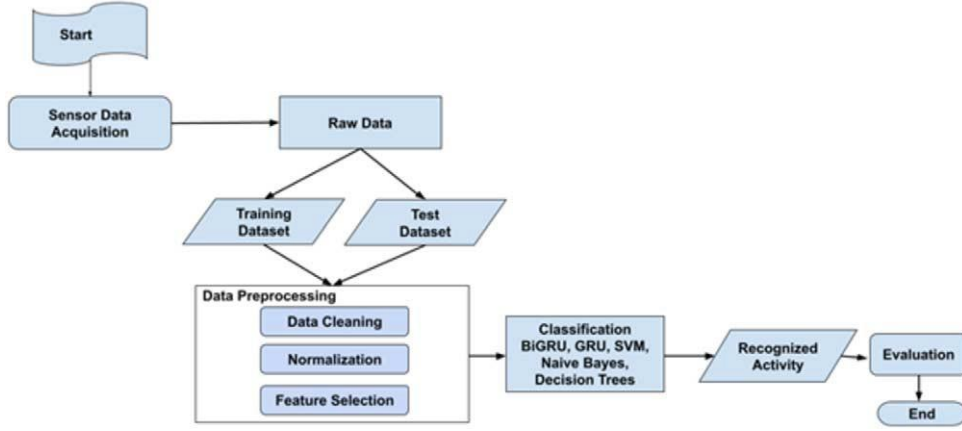 Start
Sensor Data
Acquisition
Raw Data
Training
Dataset
Test
Dataset
Data Preprocessing
Data Cleaning
Normalization
Feature Selection
Classification
BiGRU, GRU, SVM,
Naive Bayes,
Decision Trees
Recognized
Activity
Evaluation
End